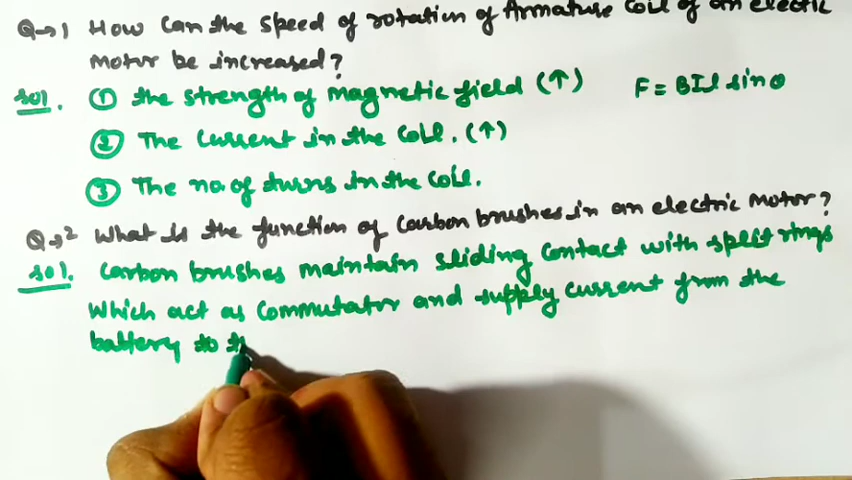 Q→1 How can the speed of rotation of Armature coil of an electric
motor be increased?
sol. ① the strength of magnetic field (↑) F = BIl sin θ
② The current in the coil. (↑)
③ The no. of turns in the coil.
Q→2 What is the function of carbon brushes in an electric motor?
sol. Carbon brushes maintain sliding contact with split rings
which act as commutator and supply current from the
battery to th